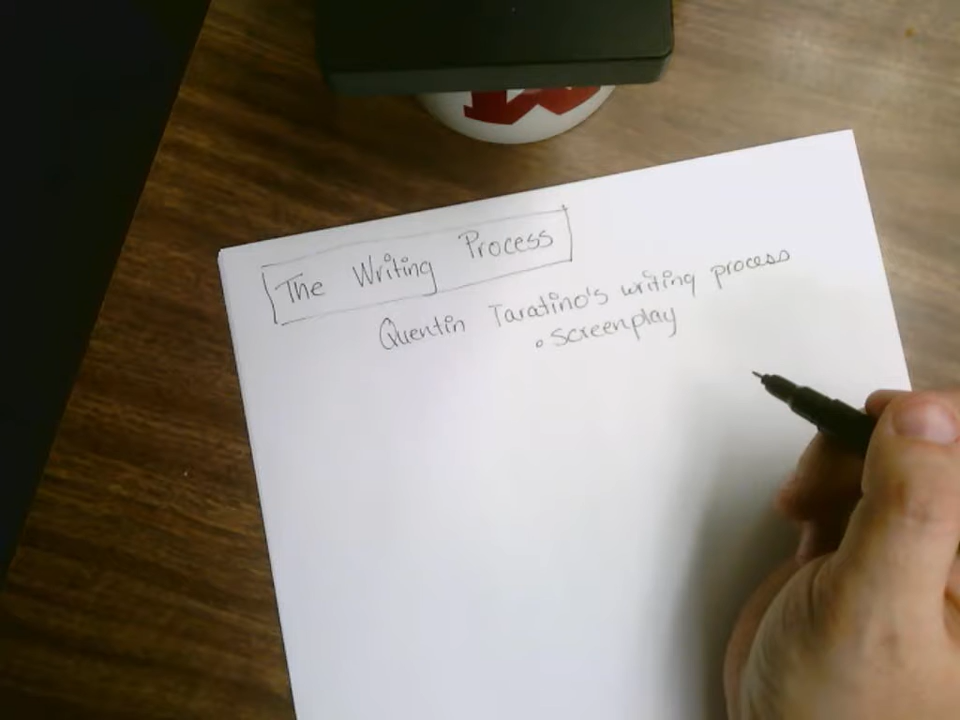 The Writing Process
Quentin Taratino's writing process
• Screenplay